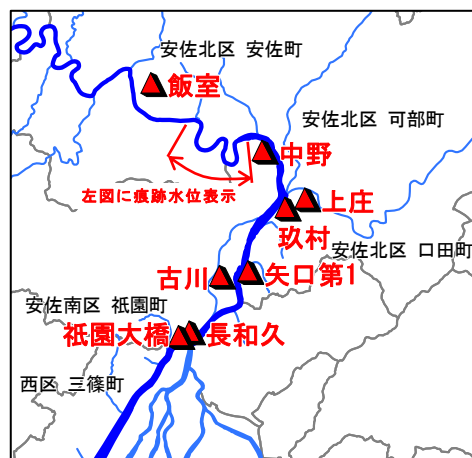 安佐北区 安佐町
飯室
安佐北区 可部町
中野
左図に痕跡水位表示
上庄
玖村
安佐北区 口田町
古川
矢口第1
安佐南区 祇園町
祇園大橋
長和久
西区 三篠町